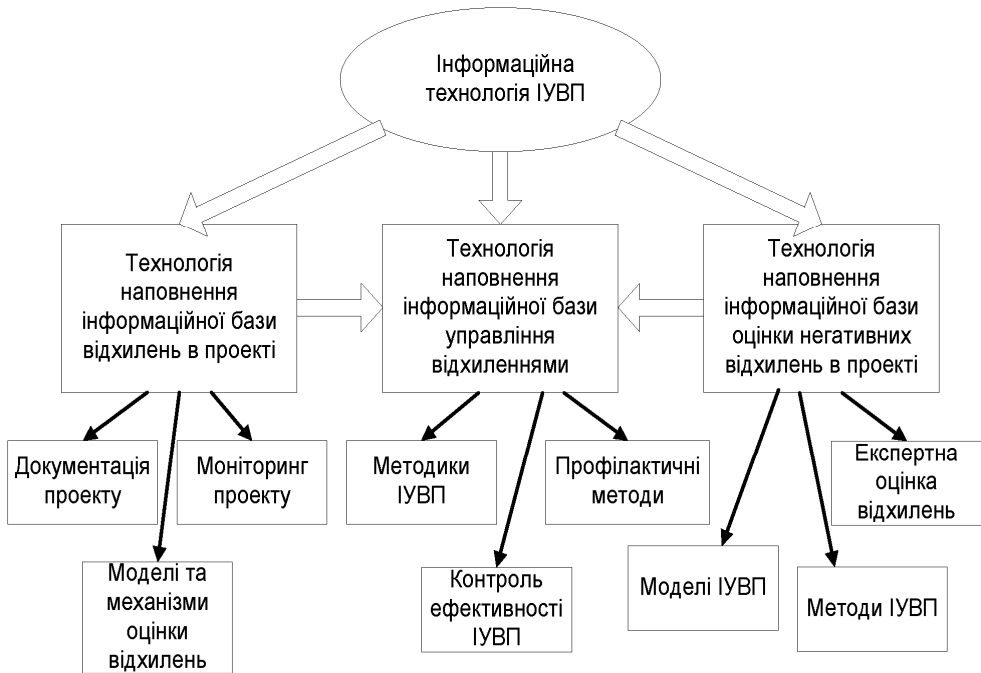 Інформаційна
технологія ІУВП
Технологія
наповнення
інформаційної бази
відхилень в проекті
Технологія
наповнення
інформаційної бази
управління
відхиленнями
Технологія
наповнення
інформаційної бази
оцінки негативних
відхилень в проекті
Документація
проекту
Моніторинг
проекту
Методики
ІУВП
Профілактичні
методи
Експертна
оцінка
відхилень
Моделі та
механізми
оцінки
відхилень
Контроль
ефективності
ІУВП
Моделі ІУВП
Методи ІУВП